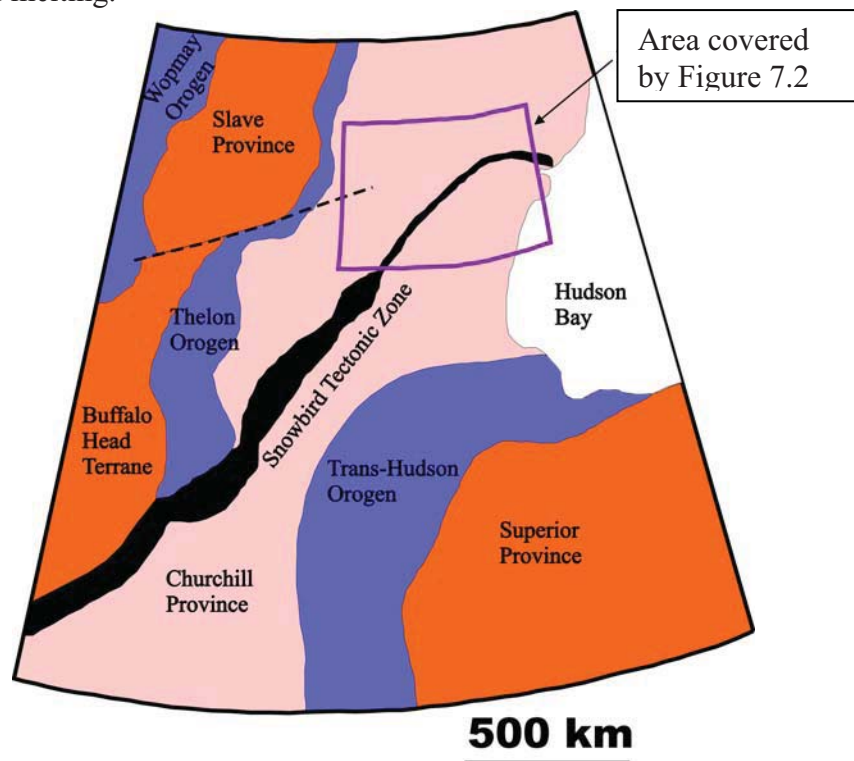 melting.
Area covered
by Figure 7.2
Wopmay
Orogen
Slave
Province
Thelon
Orogen
Hudson
Bay
Snowbird Tectonic Zone
Buffalo
Head
Terrane
Trans-Hudson
Orogen
Superior
Province
Churchill
Province
500 km